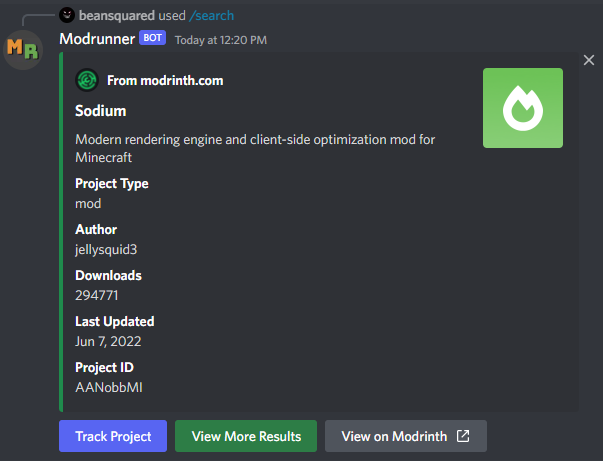 beansquared used /search
MR
Modrunner BOT Today at 12:20 PM
From modrinth.com
Sodium
Modern rendering engine and client-side optimization mod for
Minecraft
Project Type
mod
Author
jellysquid3
Downloads
294771
Last Updated
Jun 7, 2022
Project ID
AANobbMI
Track Project View More Results View on Modrinth